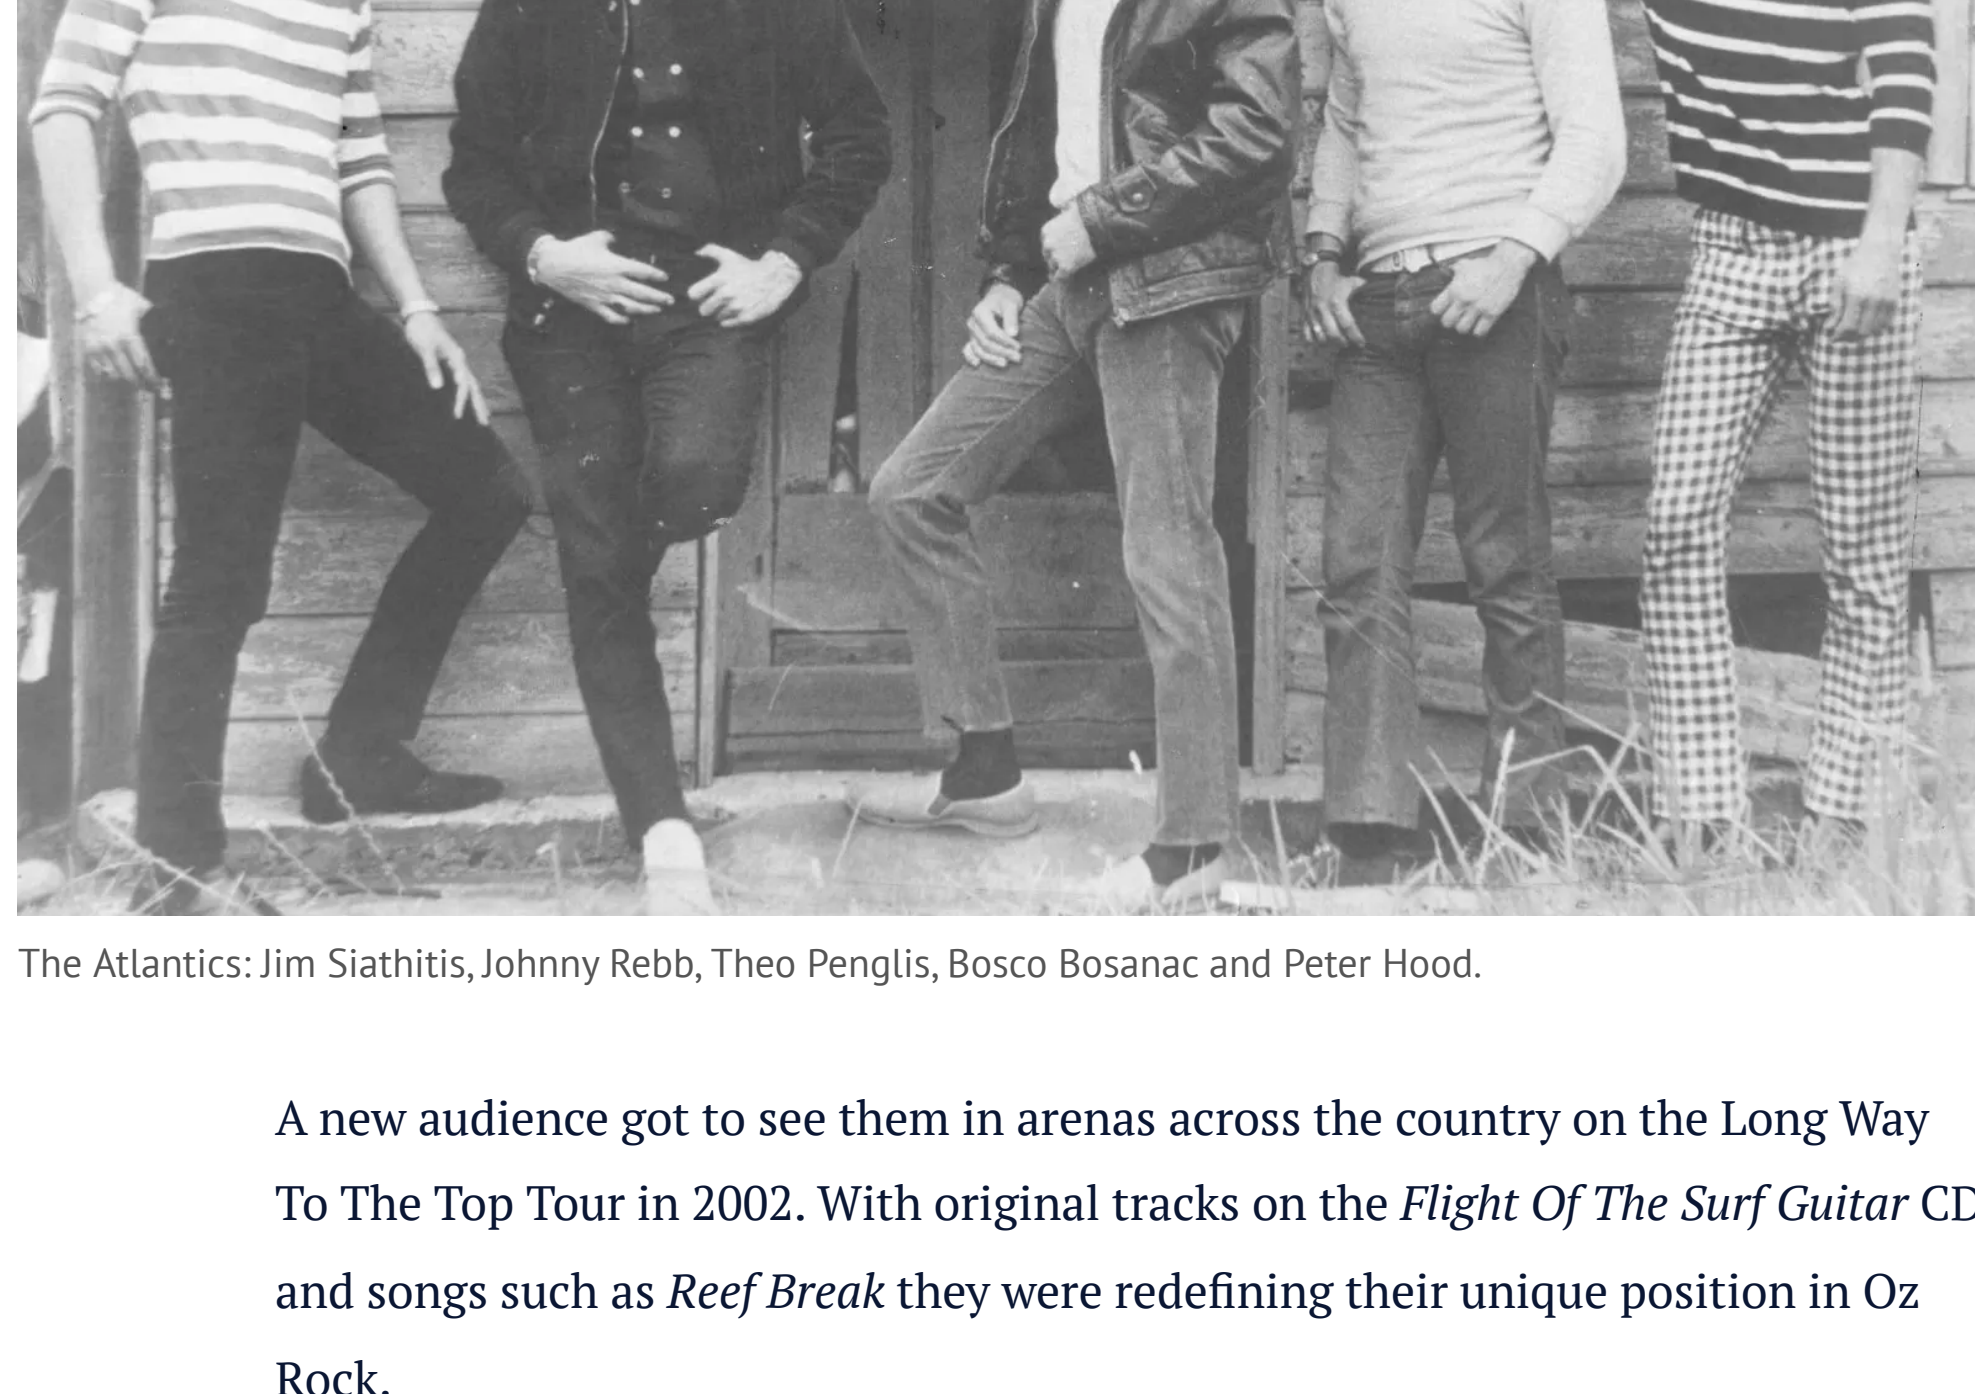 The Atlantics: Jim Siathitis, Johnny Rebb, Theo Penglis, Bosco Bosanac and Peter Hood.
A new audience got to see them in arenas across the country on the Long Way
To The Top Tour in 2002. With original tracks on the Flight Of The Surf Guitar CD
and songs such as Reef Break they were redefining their unique position in Oz
Rock.